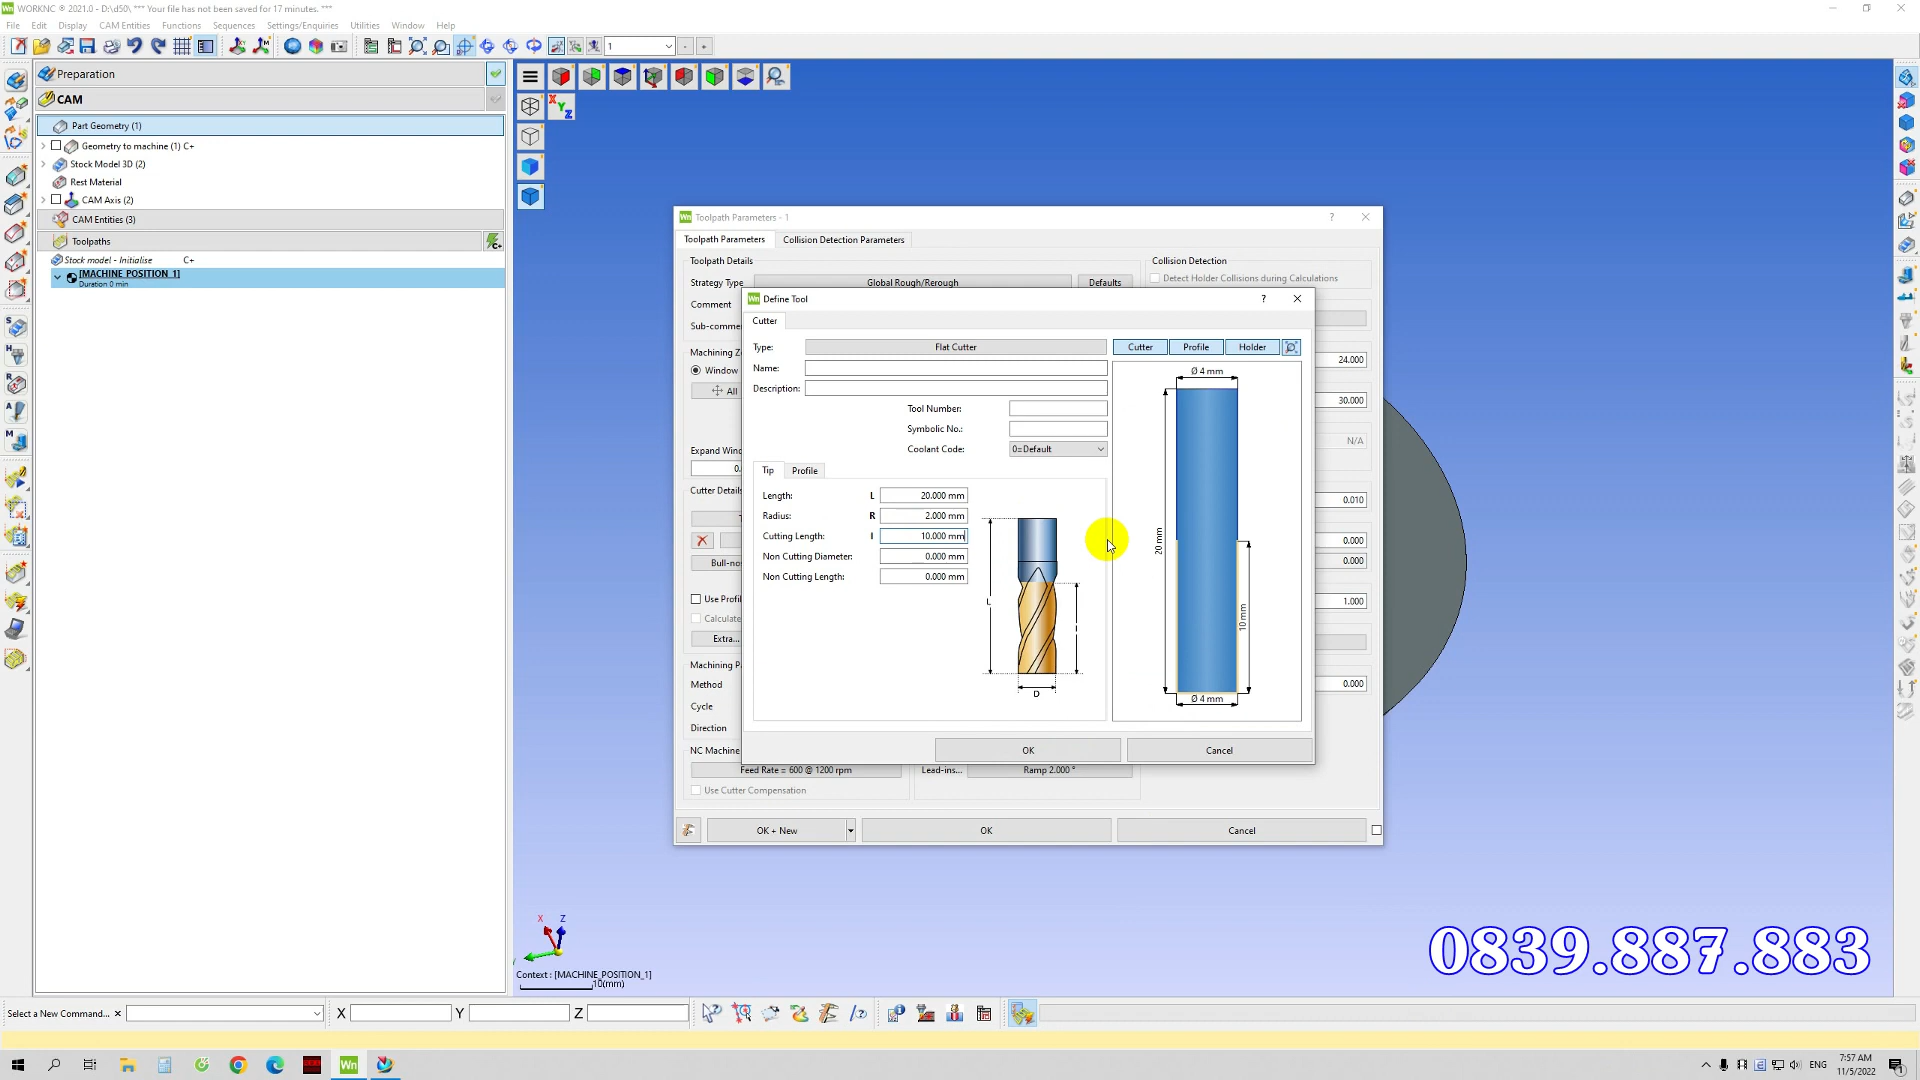 WORKNC © 2021.0 - D:\d50\ *** Your file has not been saved for 17 minutes. ***
File Edit Display CAM Entities Functions Sequences Settings/Enquiries Utilities Window Help
1
Preparation
CAM
Part Geometry (1)
Geometry to machine (1) C+
Stock Model 3D (2)
Rest Material
CAM Axis (2)
CAM Entities (3)
Toolpaths
Stock model - Initialise C+
[MACHINE_POSITION_1]
Duration 0 min
Toolpath Parameters - 1
Toolpath Parameters Collision Detection Parameters
Toolpath Details Collision Detection
Strategy Type Global Rough/Rerough Defaults Detect Holder Collisions during Calculations
Comment
Sub-comme
Machining Z
Window 24.000
All
30.000
N/A
Expand Wind
0.
Cutter Details
0.010
0.000
Bull-no 0.000
Use Profil 1.000
Calculate
Extra...
Machining P
Method 0.000
Cycle
Direction
NC Machine
Feed Rate = 600 @ 1200 rpm Lead-ins... Ramp 2.000 °
Use Cutter Compensation
OK + New OK Cancel
Define Tool
Cutter
Type: Flat Cutter Cutter Profile Holder
Name:
Description:
Tool Number:
Symbolic No.:
Coolant Code: 0=Default
Tip Profile
Length: L 20.000 mm
Radius: R 2.000 mm
Cutting Length: l 10.000 mm
Non Cutting Diameter: 0.000 mm
Non Cutting Length: 0.000 mm
L
D
Ø 4 mm
20 mm
10 mm
Ø 4 mm
OK Cancel
X Z
Context : [MACHINE_POSITION_1]
10(mm)
0839.887.883
Select a New Command... X Y Z
ENG
7:57 AM
11/5/2022